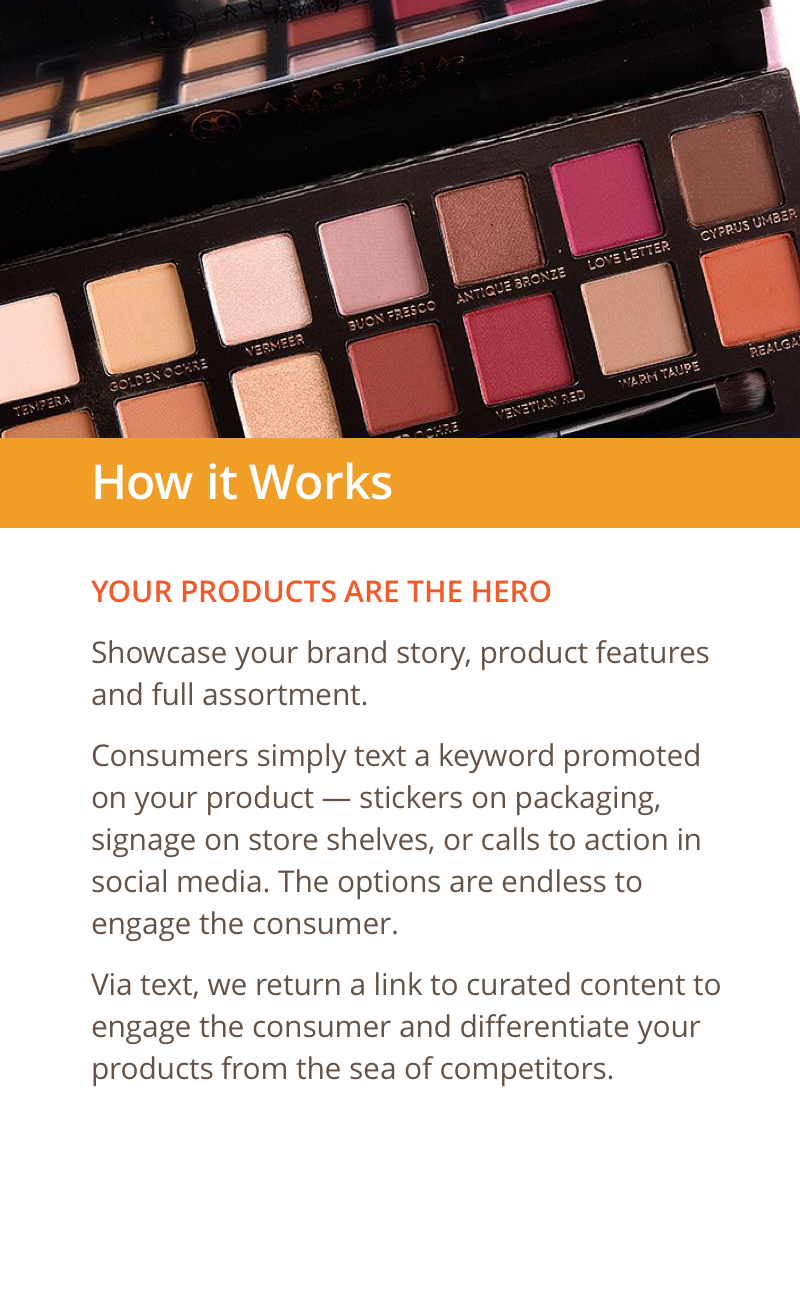 ANASTASIA
CYPRUS UMBER
LOVE LETTER
ANTIQUE BRONZE
BUON FRESCO
VERMEER
GOLDEN OCHRE
TEMPERA
REALGA
WARM TAUPE
VENETIAN RED
OCHRE
How it Works
YOUR PRODUCTS ARE THE HERO
Showcase your brand story, product features
and full assortment.
Consumers simply text a keyword promoted
on your product — stickers on packaging,
signage on store shelves, or calls to action in
social media. The options are endless to
engage the consumer.
Via text, we return a link to curated content to
engage the consumer and differentiate your
products from the sea of competitors.